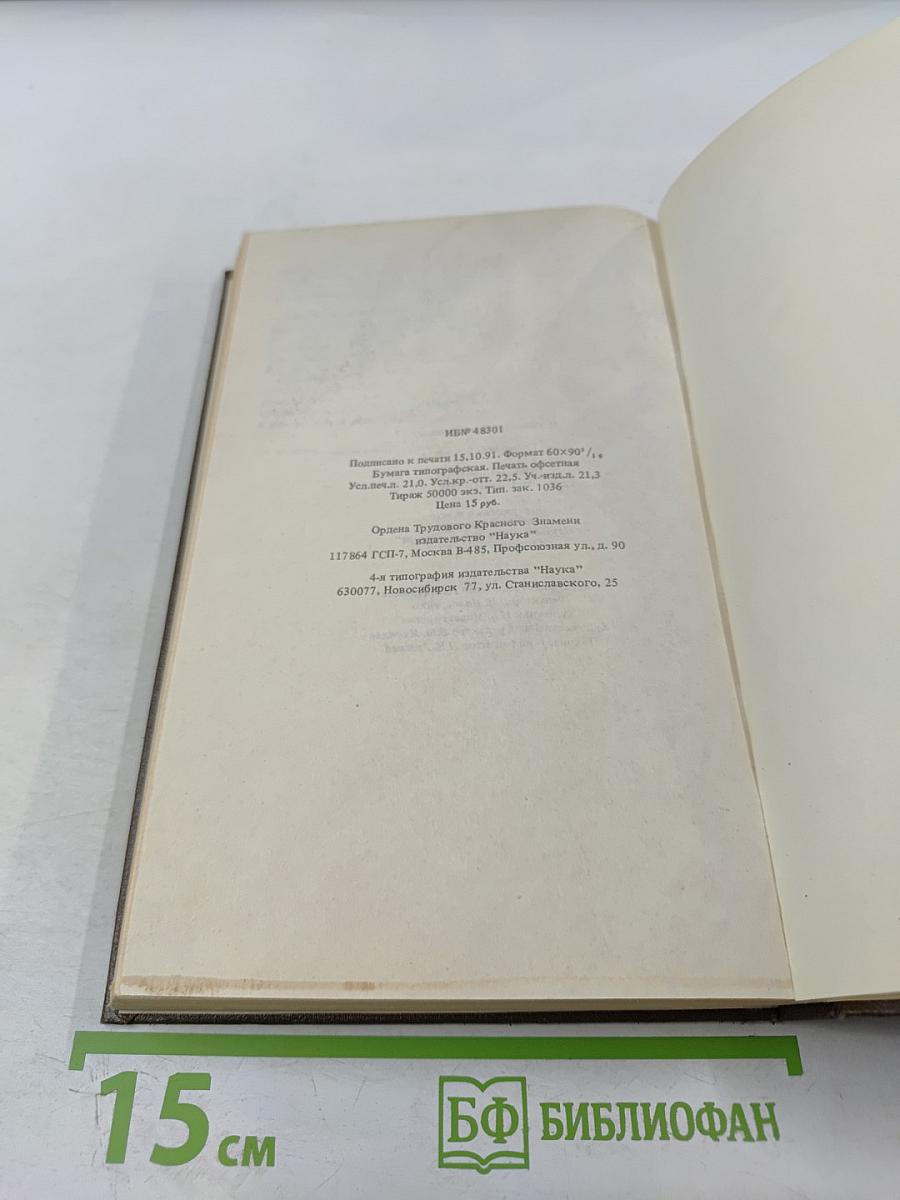 ИБ№ 48301
Подписано к печати 15.10.91. Формат 60×90¹/₁₆
Бумага типографская. Печать офсетная
Усл.печ.л. 21,0. Усл.кр.-отт. 22,5. Уч.-изд.л. 21,3
Тираж 50000 экз. Тип. зак. 1036
Цена 15 руб.
Ордена Трудового Красного Знамени
издательство "Наука"
117864 ГСП-7, Москва В-485, Профсоюзная ул., д. 90
4-я типография издательства "Наука"
630077, Новосибирск 77, ул. Станиславского, 25
15 см
БФ БИБЛИОФАН